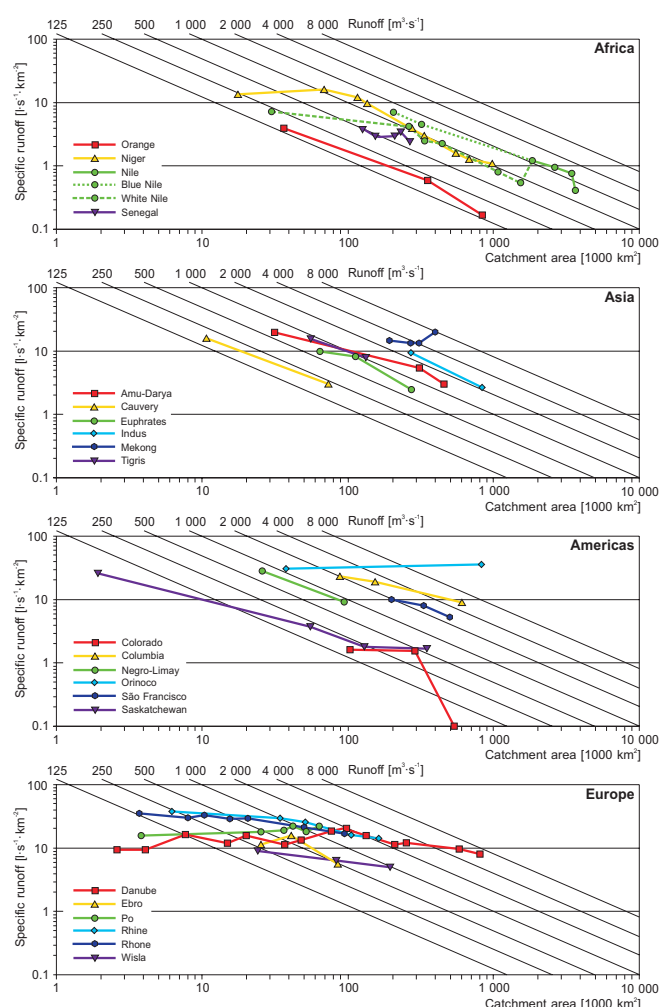 125 250 500 1 000 2 000 4 000 8 000 Runoff [m³·s⁻¹]
100 Africa
10
1
0.1
Specific runoff [l·s⁻¹·km⁻²]
Orange
Niger
Nile
Blue Nile
White Nile
Senegal
1 10 100 1 000 10 000
Catchment area [1000 km²]
125 250 500 1 000 2 000 4 000 8 000 Runoff [m³·s⁻¹]
100 Asia
10
1
0.1
Specific runoff [l·s⁻¹·km⁻²]
Amu-Darya
Cauvery
Euphrates
Indus
Mekong
Tigris
1 10 100 1 000 10 000
Catchment area [1000 km²]
125 250 500 1 000 2 000 4 000 8 000 Runoff [m³·s⁻¹]
100 Americas
10
1
0.1
Specific runoff [l·s⁻¹·km⁻²]
Colorado
Columbia
Negro-Limay
Orinoco
São Francisco
Saskatchewan
1 10 100 1 000 10 000
Catchment area [1000 km²]
125 250 500 1 000 2 000 4 000 8 000 Runoff [m³·s⁻¹]
100 Europe
10
1
0.1
Specific runoff [l·s⁻¹·km⁻²]
Danube
Ebro
Po
Rhine
Rhone
Wisla
1 10 100 1 000 10 000
Catchment area [1000 km²]